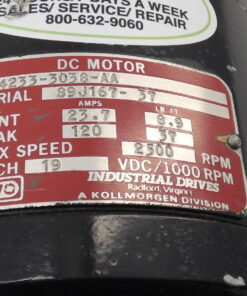 DAYS A WEEK
SALES/ SERVICE/ REPAIR
800-632-9060
DC MOTOR
4233-3038-AA
RIAL 89J167-37
AMPS LB FT
NT 23.7 8.9
AK 120 37
X SPEED 2500 RPM
CH 19 VDC/1000 RPM
INDUSTRIAL DRIVES
Radford, Virginia
A KOLLMORGEN DIVISION